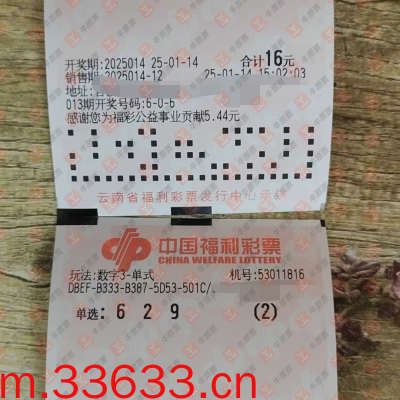 开奖期:2025014 25-01-14 合计16元
销售期:2025014-12 25-01-14 15:02:03
地址:
013期开奖号码:6-0-6
感谢您为福彩公益事业贡献5.44元
云南省福利彩票发行中心承
中国福利彩票
CHINA WELFARE LOTTERY
玩法:数字3-单式 机号:53011816
DBEF-B333-B387-5D53-501C/
单选: 6 2 9 (2)
m.33633.cn